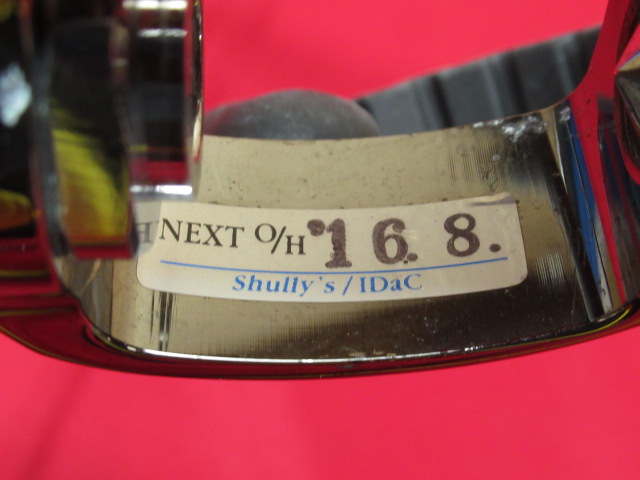 NEXT O/H '16. 8.
Shully's / IDaC